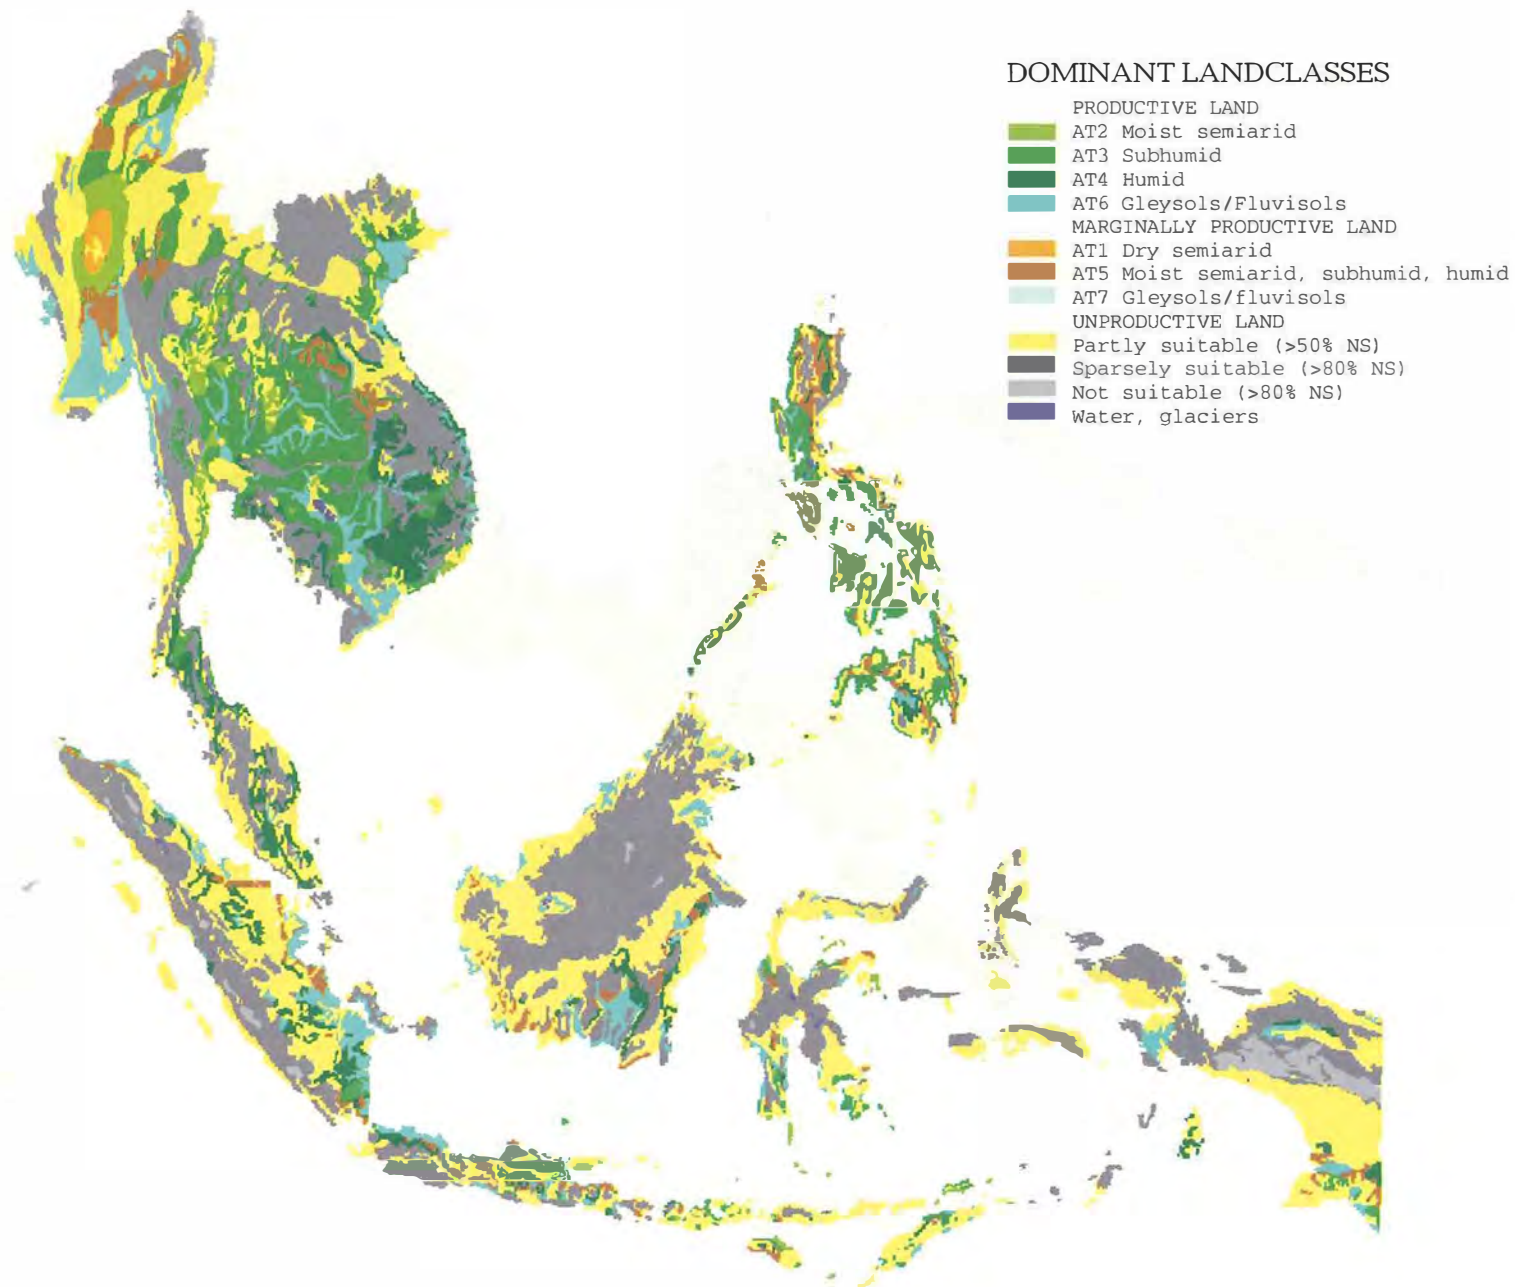 DOMINANT LANDCLASSES
PRODUCTIVE LAND
AT2 Moist semiarid
AT3 Subhumid
AT4 Humid
AT6 Gleysols/Fluvisols
MARGINALLY PRODUCTIVE LAND
AT1 Dry semiarid
AT5 Moist semiarid, subhumid, humid
AT7 Gleysols/fluvisols
UNPRODUCTIVE LAND
Partly suitable (>50% NS)
Sparsely suitable (>80% NS)
Not suitable (>80% NS)
Water, glaciers